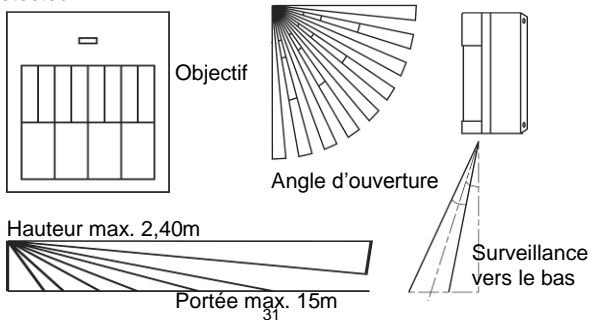 Objectif
Angle d'ouverture
Hauteur max. 2,40m
Surveillance
vers le bas
Portée max. 15m
31